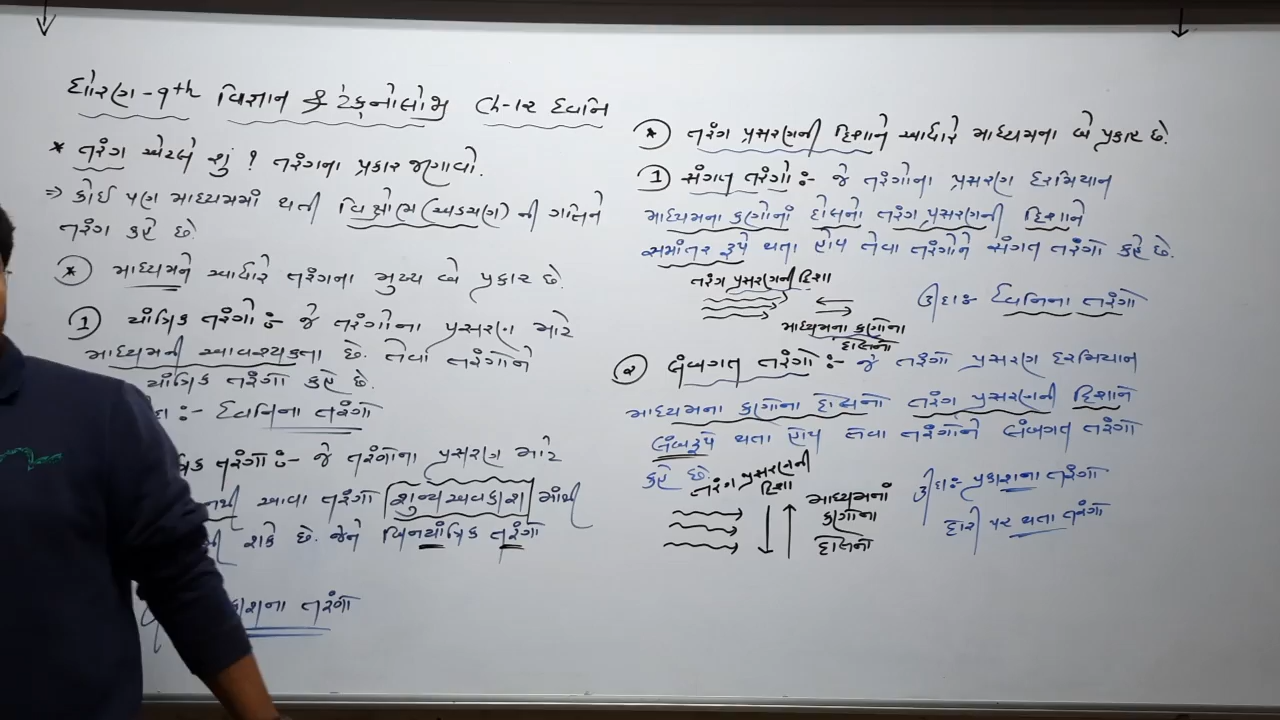 ધોરણ-9th વિજ્ઞાન & ટેકનોલોજી Ch-12 ધ્વનિ
* તરંગ એટલે શું ? તરંગના પ્રકાર જણાવો.
⇒ કોઈ પણ માધ્યમમાં થતી વિક્ષોભ (અડચણ) ની ગતિને
તરંગ કહે છે.
* માધ્યમને આધારે તરંગના મુખ્ય બે પ્રકાર છે.
1 યાંત્રિક તરંગો :- જે તરંગોના પ્રસરણ માટે
માધ્યમની આવશ્યકતા છે. તેવા તરંગોને
યાંત્રિક તરંગો કહે છે.
:- ધ્વનિના તરંગો
ત્રિક તરંગો :- જે તરંગોના પ્રસરણ માટે
નથી આવા તરંગો શુન્ય અવકાશ માંથી
શકે છે. જેને બિનયાંત્રિક તરંગો
કાશના તરંગો
* તરંગ પ્રસરણની દિશાને આધારે માધ્યમના બે પ્રકાર છે.
1 સંગત તરંગો :- જે તરંગોના પ્રસરણ દરમિયાન
માધ્યમના કણોનાં દોલનો તરંગ પ્રસરણની દિશાને
સમાંતર રૂપે થતા હોય તેવા તરંગોને સંગત તરંગો કહે છે.
તરંગ પ્રસરણની દિશા
માધ્યમના કણોના
દોલનો
ઉદા:- ધ્વનિના તરંગો
૨ લંબગત તરંગો :- જે તરંગો પ્રસરણ દરમિયાન
માધ્યમના કણોના દોલનો તરંગ પ્રસરણની દિશાને
લંબરૂપે થતા હોય તેવા તરંગોને લંબગત તરંગો
કહે છે.
તરંગ પ્રસરણની
દિશા
માધ્યમનાં
કણોના
દોલનો
ઉદા:- પ્રકાશના તરંગો
દોરી પર થતા તરંગો